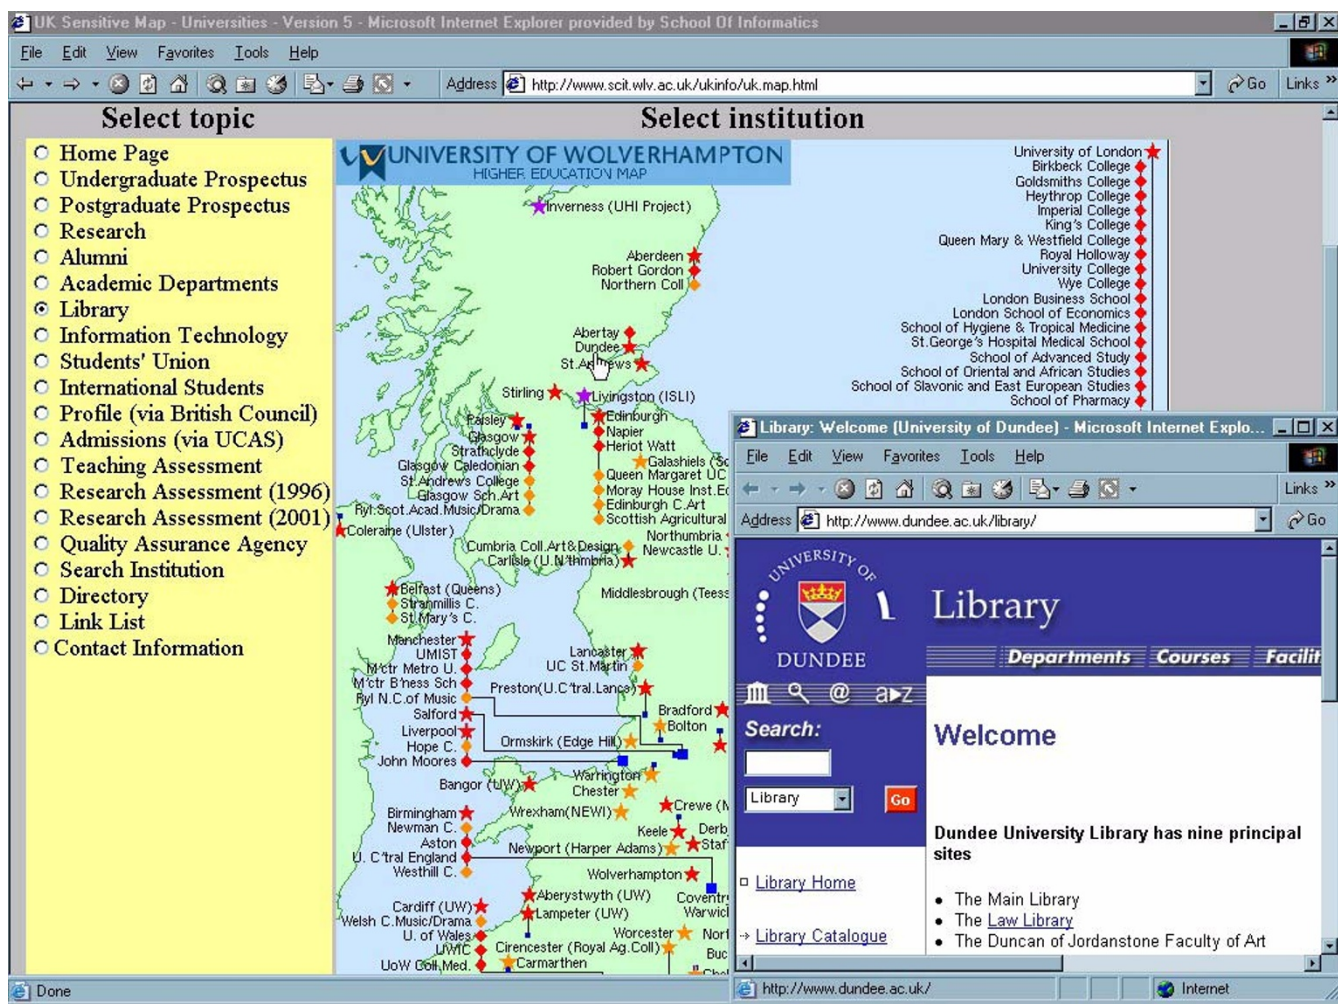 UK Sensitive Map - Universities - Version 5 - Microsoft Internet Explorer provided by School Of Informatics
File Edit View Favorites Tools Help
Address http://www.scit.wlv.ac.uk/ukinfo/uk.map.html Go Links »
Select topic
Home Page
Undergraduate Prospectus
Postgraduate Prospectus
Research
Alumni
Academic Departments
Library
Information Technology
Students' Union
International Students
Profile (via British Council)
Admissions (via UCAS)
Teaching Assessment
Research Assessment (1996)
Research Assessment (2001)
Quality Assurance Agency
Search Institution
Directory
Link List
Contact Information
Select institution
UNIVERSITY OF WOLVERHAMPTON
HIGHER EDUCATION MAP
Inverness (UHI Project)
Aberdeen
Robert Gordon
Northern Coll
Abertay
Dundee
St.Andrews
Stirling
Livingston (ISLI)
Paisley
Glasgow
Strathclyde
Glasgow Caledonian
St.Andrews College
Glasgow Sch.Art
Ryl.Scot.Acad.Music/Drama
Edinburgh
Napier
Heriot Watt
Galashiels (Sc
Queen Margaret UC
Moray House Inst.Ec
Edinburgh C.Art
Scottish Agricultural
Coleraine (Ulster)
Northumbria
Newcastle U.
Cumbria Coll.Art&Design
Carlisle (U.N'thmbria)
Belfast (Queens)
Stranmillis C.
St.Mary's C.
Middlesbrough (Teess
Manchester
UMIST
M'ctr Metro U.
M'ctr B'ness Sch
Ryl N.C.of Music
Salford
Liverpool
Hope C.
John Moores
Lancaster
UC St.Martin
Preston(U.C'tral.Lancs)
Bradford
Bolton
Ormskirk (Edge Hill)
Warrington
Chester
Bangor (UW)
Wrexham(NEWI)
Crewe (M
Keele
Derb
Staf
Newport (Harper Adams)
Birmingham
Newman C.
Aston
U. C'tral England
Westhill C.
Wolverhampton
Aberystwyth (UW)
Lampeter (UW)
Coventr
Warwic
Cardiff (UW)
Welsh C.Music/Drama
U. of Wales
UWIC
UoW Coll.Med.
Worcester
Nort
Cirencester (Royal Ag.Coll)
Buc
Carmarthen
University of London
Birkbeck College
Goldsmiths College
Heythrop College
Imperial College
King's College
Queen Mary & Westfield College
Royal Holloway
University College
Wye College
London Business School
London School of Economics
School of Hygiene & Tropical Medicine
St.George's Hospital Medical School
School of Advanced Study
School of Oriental and African Studies
School of Slavonic and East European Studies
School of Pharmacy
Library: Welcome (University of Dundee) - Microsoft Internet Explo...
File Edit View Favorites Tools Help
Links »
Address http://www.dundee.ac.uk/library/ Go
UNIVERSITY OF
DUNDEE
Library
Departments Courses Facilit
@ a▸z
Search:
Library Go
Library Home
Library Catalogue
Welcome
Dundee University Library has nine principal
sites
• The Main Library
• The Law Library
• The Duncan of Jordanstone Faculty of Art
http://www.dundee.ac.uk/ Internet
Done